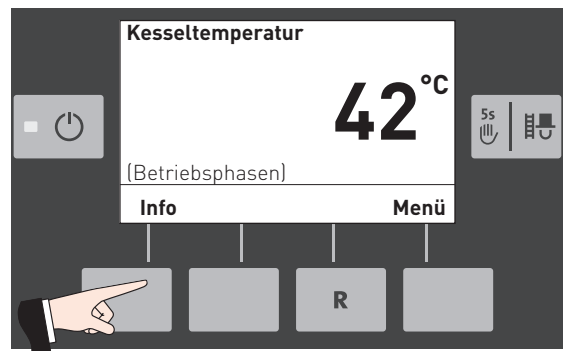 Kesseltemperatur
42°C
5s
(Betriebsphasen)
Info Menü
R